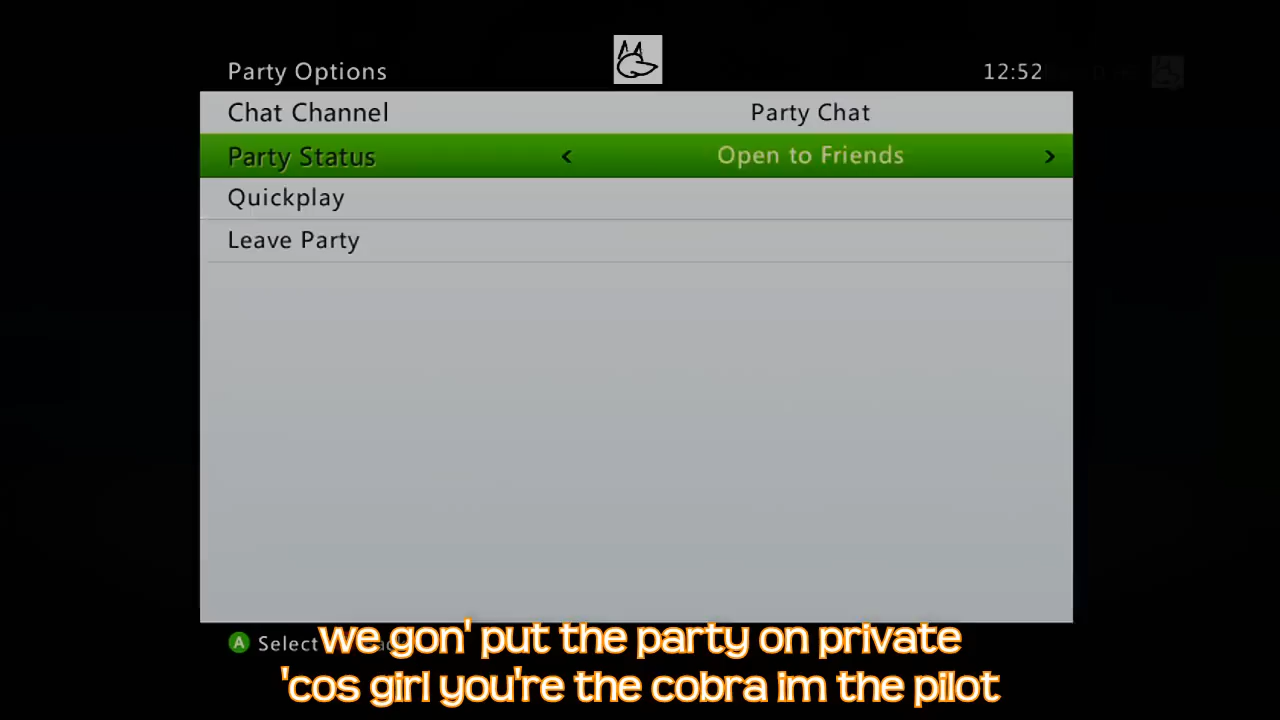 Party Options 12:52
Chat Channel Party Chat
Party Status < Open to Friends >
Quickplay
Leave Party
A Select
we gon' put the party on private
'cos girl you're the cobra im the pilot